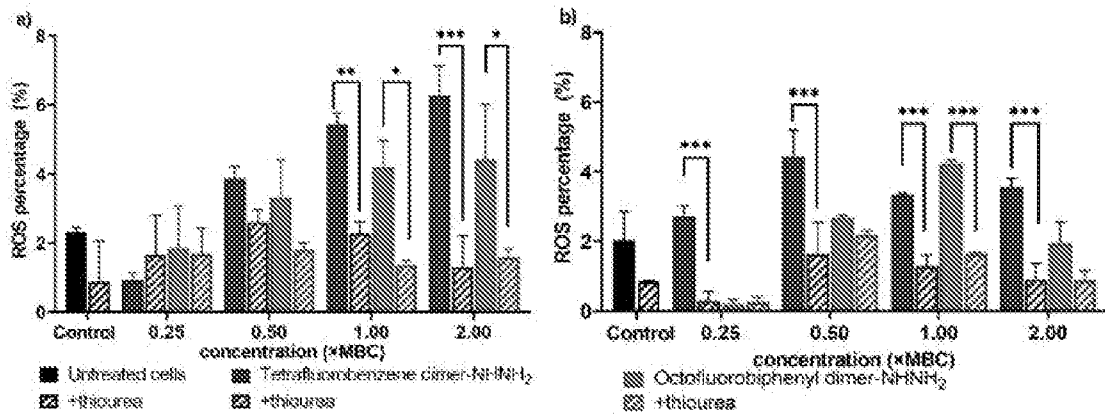 a)
8
6
4
2
0
ROS percentage (%)
** * *** *
Control 0.25 0.50 1.00 2.00
concentration (×MBC)
b)
8
6
4
2
0
ROS percentage (%)
*** *** *** *** ***
Control 0.25 0.50 1.00 2.00
concentration (×MBC)
Untreated cells Tetrafluorobenzene dimer-NHNH₂ Octofluorobiphenyl dimer-NHNH₂
+thiourea +thiourea +thiourea